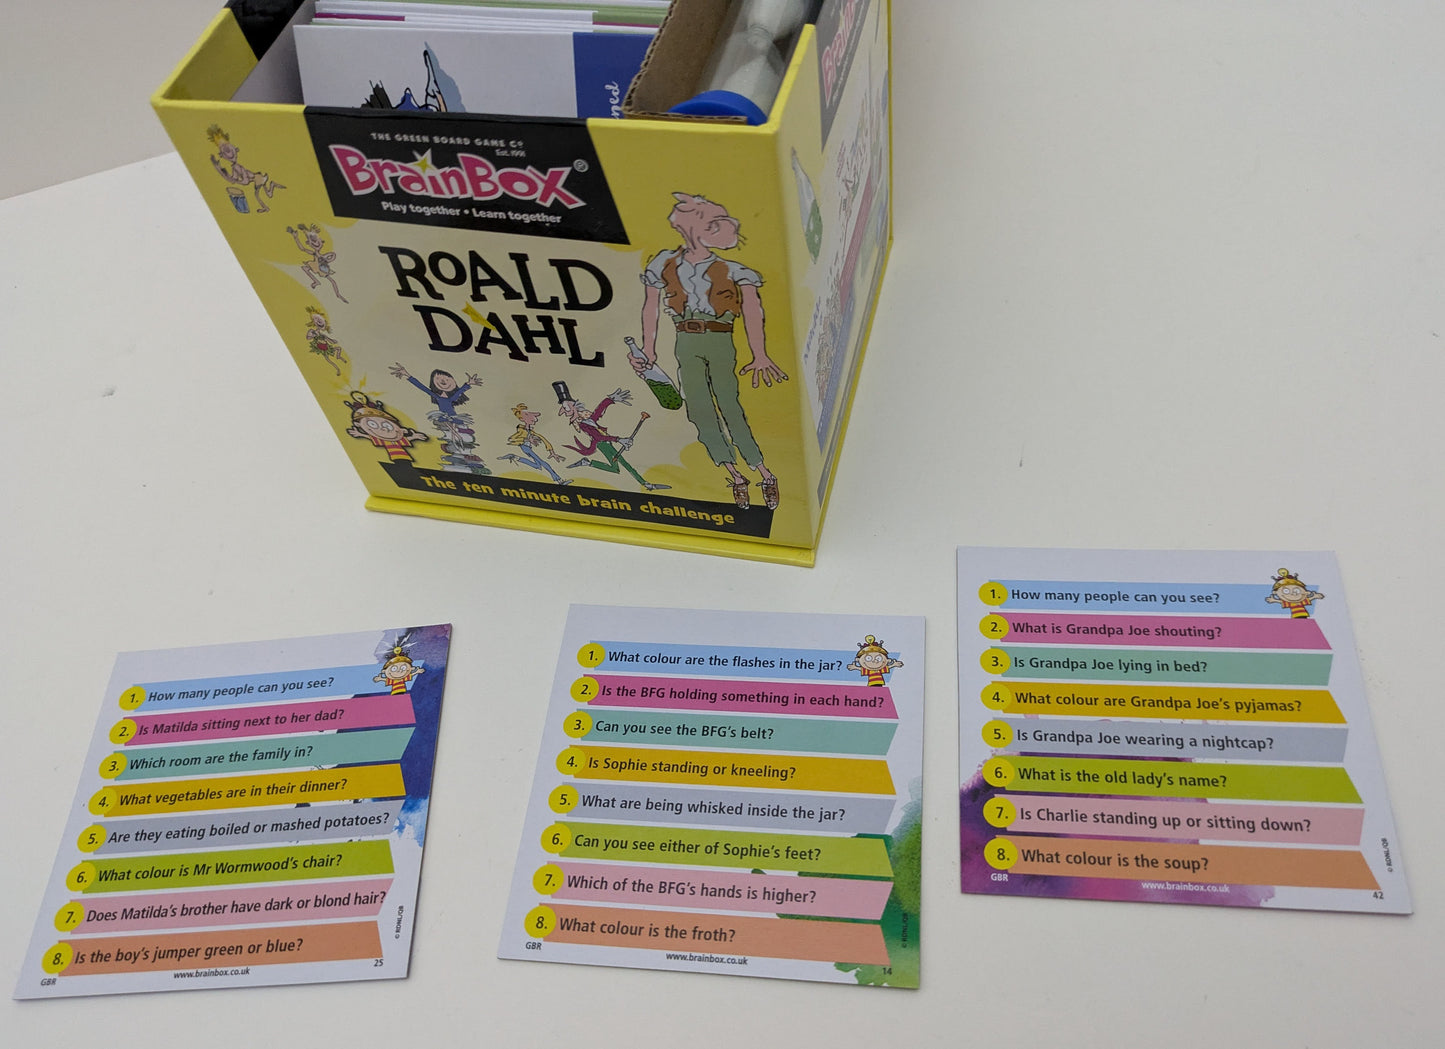 THE GREEN BOARD GAME Co
Est. 1991
BrainBox®
Play together • Learn together
ROALD
DAHL
The ten minute brain challenge
1. How many people can you see?
2. Is Matilda sitting next to her dad?
3. Which room are the family in?
4. What vegetables are in their dinner?
5. Are they eating boiled or mashed potatoes?
6. What colour is Mr Wormwood's chair?
7. Does Matilda's brother have dark or blond hair?
8. Is the boy's jumper green or blue?
GBR
www.brainbox.co.uk
25
© RDNL/QB
1. What colour are the flashes in the jar?
2. Is the BFG holding something in each hand?
3. Can you see the BFG's belt?
4. Is Sophie standing or kneeling?
5. What are being whisked inside the jar?
6. Can you see either of Sophie's feet?
7. Which of the BFG's hands is higher?
8. What colour is the froth?
GBR
www.brainbox.co.uk
14
© RDNL/QB
1. How many people can you see?
2. What is Grandpa Joe shouting?
3. Is Grandpa Joe lying in bed?
4. What colour are Grandpa Joe's pyjamas?
5. Is Grandpa Joe wearing a nightcap?
6. What is the old lady's name?
7. Is Charlie standing up or sitting down?
8. What colour is the soup?
GBR
www.brainbox.co.uk
42
© RDNL/QB